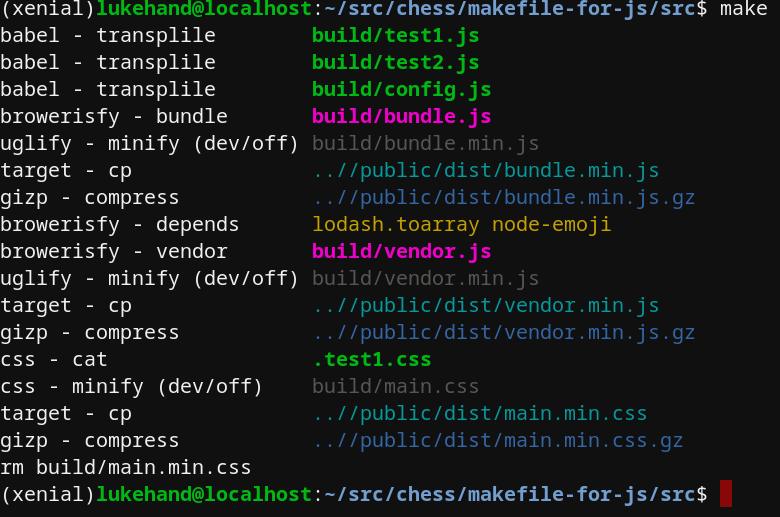 (xenial)lukehand@localhost:~/src/chess/makefile-for-js/src$ make
babel - transplile build/test1.js
babel - transplile build/test2.js
babel - transplile build/config.js
browerisfy - bundle build/bundle.js
uglify - minify (dev/off) build/bundle.min.js
target - cp ..//public/dist/bundle.min.js
gizp - compress ..//public/dist/bundle.min.js.gz
browerisfy - depends lodash.toarray node-emoji
browerisfy - vendor build/vendor.js
uglify - minify (dev/off) build/vendor.min.js
target - cp ..//public/dist/vendor.min.js
gizp - compress ..//public/dist/vendor.min.js.gz
css - cat .test1.css
css - minify (dev/off) build/main.css
target - cp ..//public/dist/main.min.css
gizp - compress ..//public/dist/main.min.css.gz
rm build/main.min.css
(xenial)lukehand@localhost:~/src/chess/makefile-for-js/src$